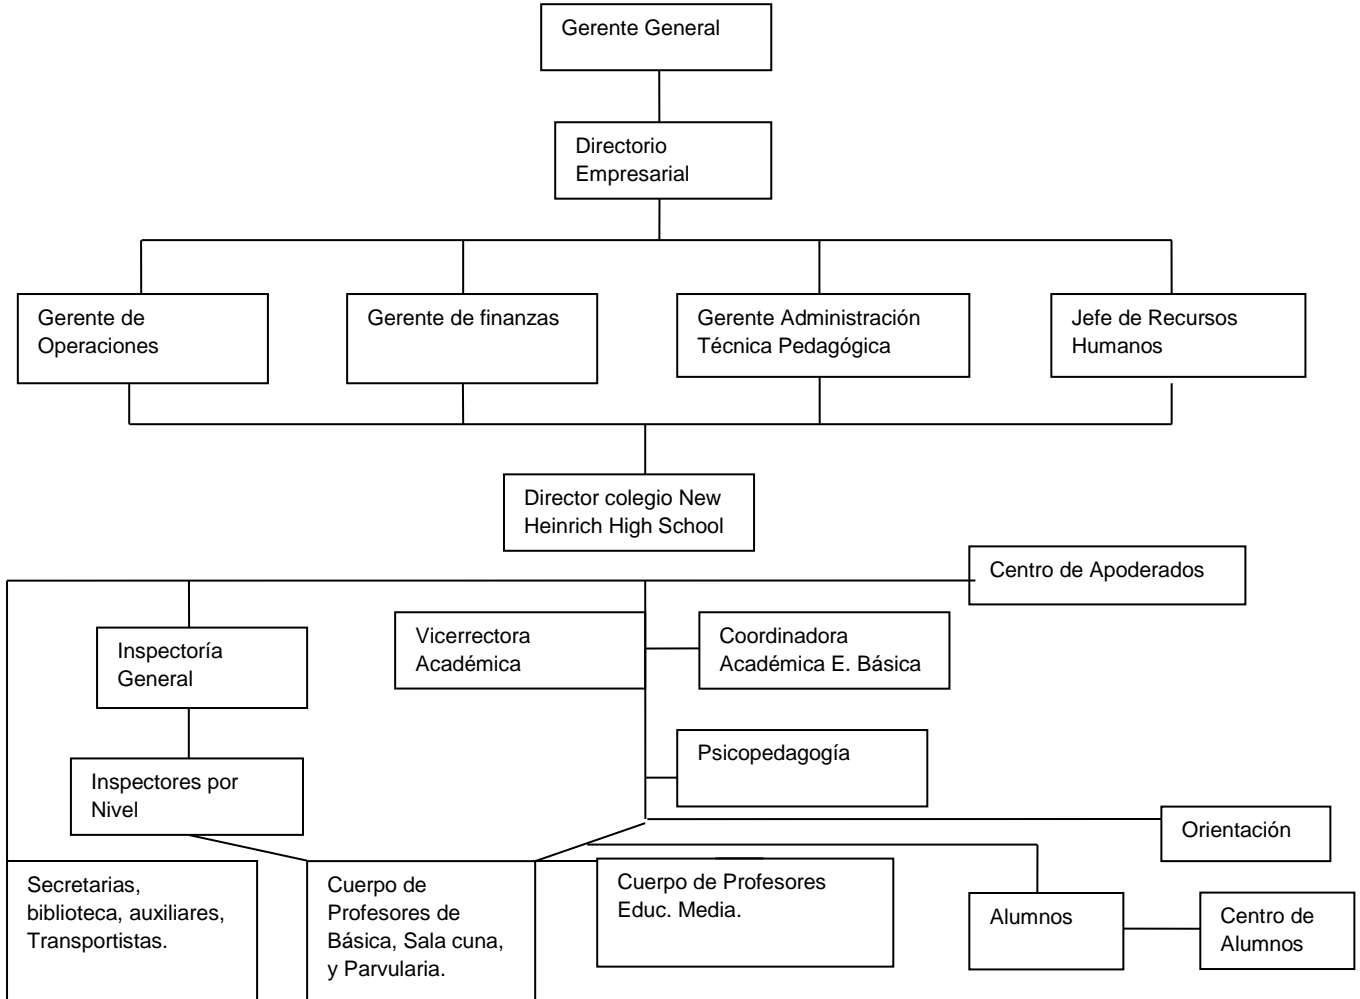 Gerente General
Directorio
Empresarial
Gerente de
Operaciones
Gerente de finanzas
Gerente Administración
Técnica Pedagógica
Jefe de Recursos
Humanos
Director colegio New
Heinrich High School
Centro de Apoderados
Inspectoría
General
Vicerrectora
Académica
Coordinadora
Académica E. Básica
Psicopedagogía
Inspectores por
Nivel
Orientación
Secretarias,
biblioteca, auxiliares,
Transportistas.
Cuerpo de
Profesores de
Básica, Sala cuna,
y Parvularia.
Cuerpo de Profesores
Educ. Media.
Alumnos
Centro de
Alumnos